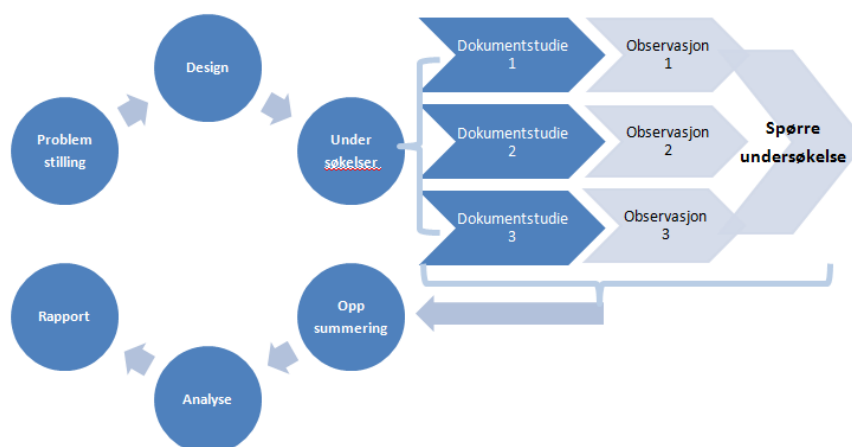 Problem
stilling
Design
Under
søkelser
Dokumentstudie
1
Observasjon
1
Dokumentstudie
2
Observasjon
2
Dokumentstudie
3
Observasjon
3
Spørre
undersøkelse
Opp
summering
Analyse
Rapport